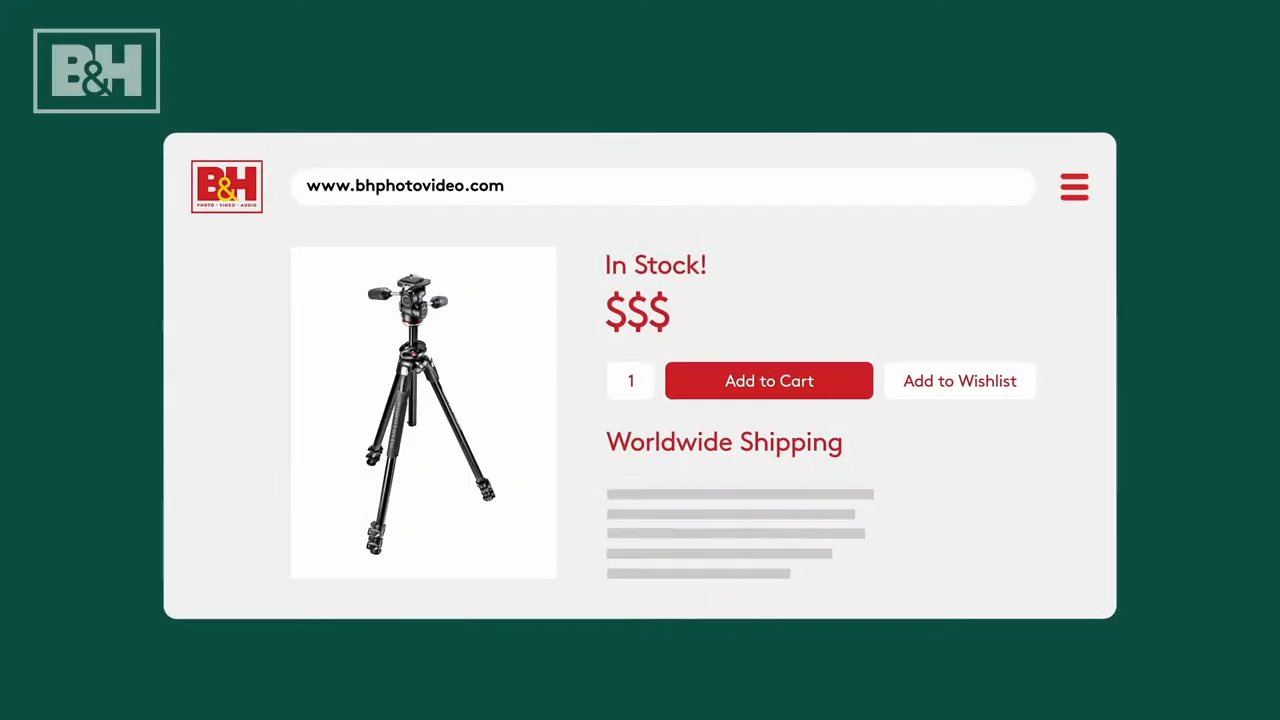 B&H
B&H
PHOTO • VIDEO • AUDIO
www.bhphotovideo.com
In Stock!
$$$
1
Add to Cart
Add to Wishlist
Worldwide Shipping